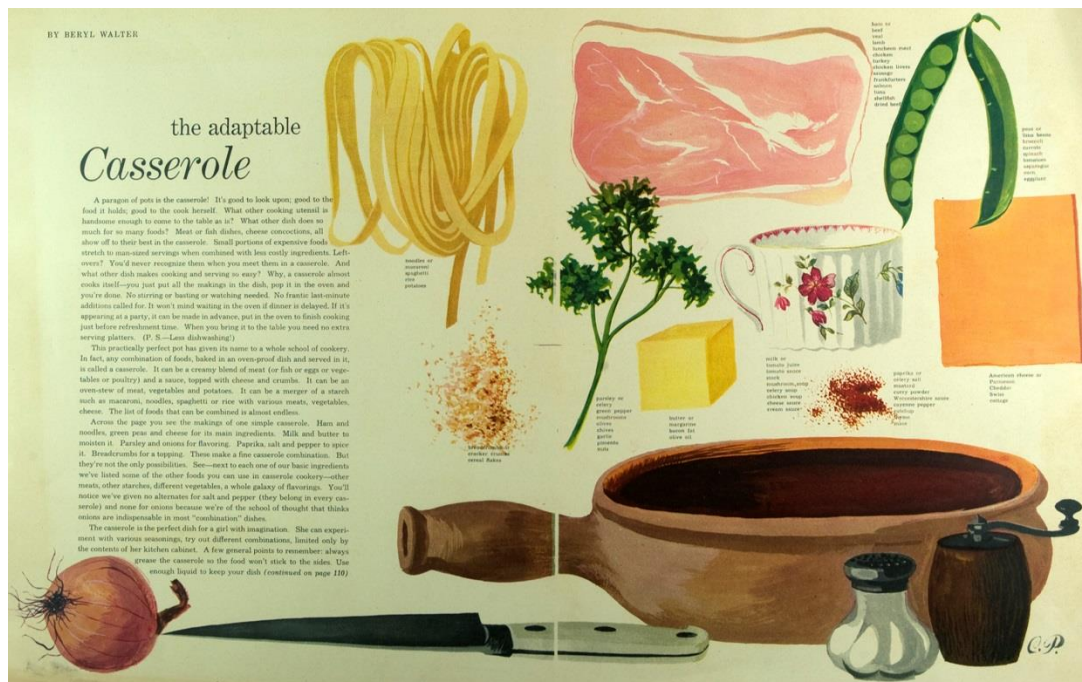 BY BERYL WALTER
the adaptable
Casserole
A paragon of pots is the casserole! It's good to look upon; good to the
food it holds; good to the cook herself. What other cooking utensil is
handsome enough to come to the table as is? What other dish does so
much for so many foods? Meat or fish dishes, cheese concoctions, all
show off to their best in the casserole. Small portions of expensive foods
stretch to man-sized servings when combined with less costly ingredients. Left-
overs? You'd never recognize them when you meet them in a casserole. And
what other dish makes cooking and serving so easy? Why, a casserole almost
cooks itself—you just put all the makings in the dish, pop it in the oven and
you're done. No stirring or basting or watching needed. No frantic last-minute
additions called for. It won't mind waiting in the oven if dinner is delayed. If it's
appearing at a party, it can be made in advance, put in the oven to finish cooking
just before refreshment time. When you bring it to the table you need no extra
serving platters. (P. S.—Less dishwashing!)
This practically perfect pot has given its name to a whole school of cookery.
In fact, any combination of foods, baked in an oven-proof dish and served in it,
is called a casserole. It can be a creamy blend of meat (or fish or eggs or vege-
tables or poultry) and a sauce, topped with cheese and crumbs. It can be an
oven-stew of meat, vegetables and potatoes. It can be a merger of starch
such as macaroni, noodles, spaghetti or rice with various meats, vegetables,
cheese. The list of foods that can be combined is almost endless.
Across the page you see the makings of one simple casserole. Ham and
noodles, green peas and cheese for its main ingredients. Milk and butter to
moisten it. Parsley and onions for flavoring. Paprika, salt and pepper to spice
it. Breadcrumbs for a topping. These make a fine casserole combination. But
they're not the only possibilities. See—next to each one of our basic ingredients
we've listed some of the other foods you can use in casserole cookery—other
meats, other starches, different vegetables, a whole galaxy of flavorings. You'll
notice we've given no alternates for salt and pepper (they belong in every cas-
serole) and none for onions because we're of the school of thought that thinks
onions are indispensable in most "combination" dishes.
The casserole is the perfect dish for a girl with imagination. She can experi-
ment with various seasonings, try out different combinations, limited only by
the contents of her kitchen cabinet. A few general points to remember: always
grease the casserole so the food won't stick to the sides. Use
enough liquid to keep your dish (continued on page 110)
noodles or
macaroni
spaghetti
rice
potatoes
cracker crumbs
cereal flakes
ham or
beef
veal
lamb
luncheon meat
chicken
turkey
chicken livers
sausage
frankfurters
salmon
tuna
shellfish
dried beef
peas or
lima beans
broccoli
carrots
spinach
tomatoes
asparagus
corn
eggplant
parsley or
celery
green pepper
mushrooms
olives
chives
garlic
pimento
nuts
butter or
margarine
bacon fat
olive oil
milk or
tomato juice
tomato sauce
stock
mushroom soup
celery soup
chicken soup
cheese sauce
cream sauce
paprika or
celery salt
mustard
curry powder
Worcestershire sauce
cayenne pepper
catchup
thyme
American cheese or
Parmesan
Cheddar
Swiss
cottage
C.P.